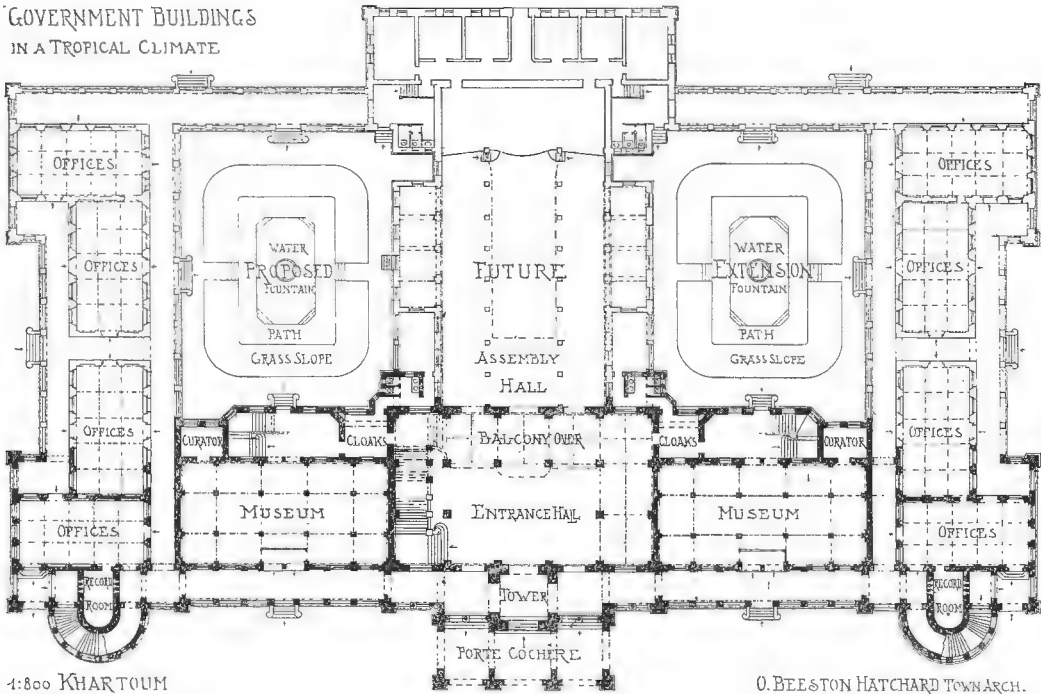 GOVERNMENT BUILDINGS
IN A TROPICAL CLIMATE
OFFICES
OFFICES
WATER
PROPOSED
FOUNTAIN
FUTURE
WATER
EXTENSION
FOUNTAIN
OFFICES
OFFICES
PATH
GRASS SLOPE
ASSEMBLY
HALL
PATH
GRASS SLOPE
OFFICES
CURATOR
CLOAKS
BALCONY OVER
CLOAKS
CURATOR
OFFICES
OFFICES
MUSEUM
ENTRANCE HALL
MUSEUM
OFFICES
RECORD
ROOM
TOWER
RECORD
ROOM
PORTE COCHERE
1:800 KHARTOUM
O. BEESTON HATCHARD TOWN ARCH.